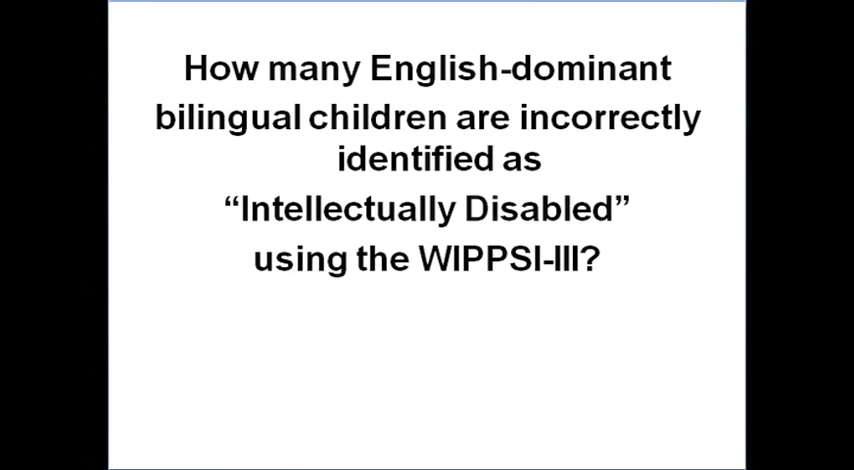 How many English-dominant
bilingual children are incorrectly
identified as
“Intellectually Disabled”
using the WIPPSI-III?